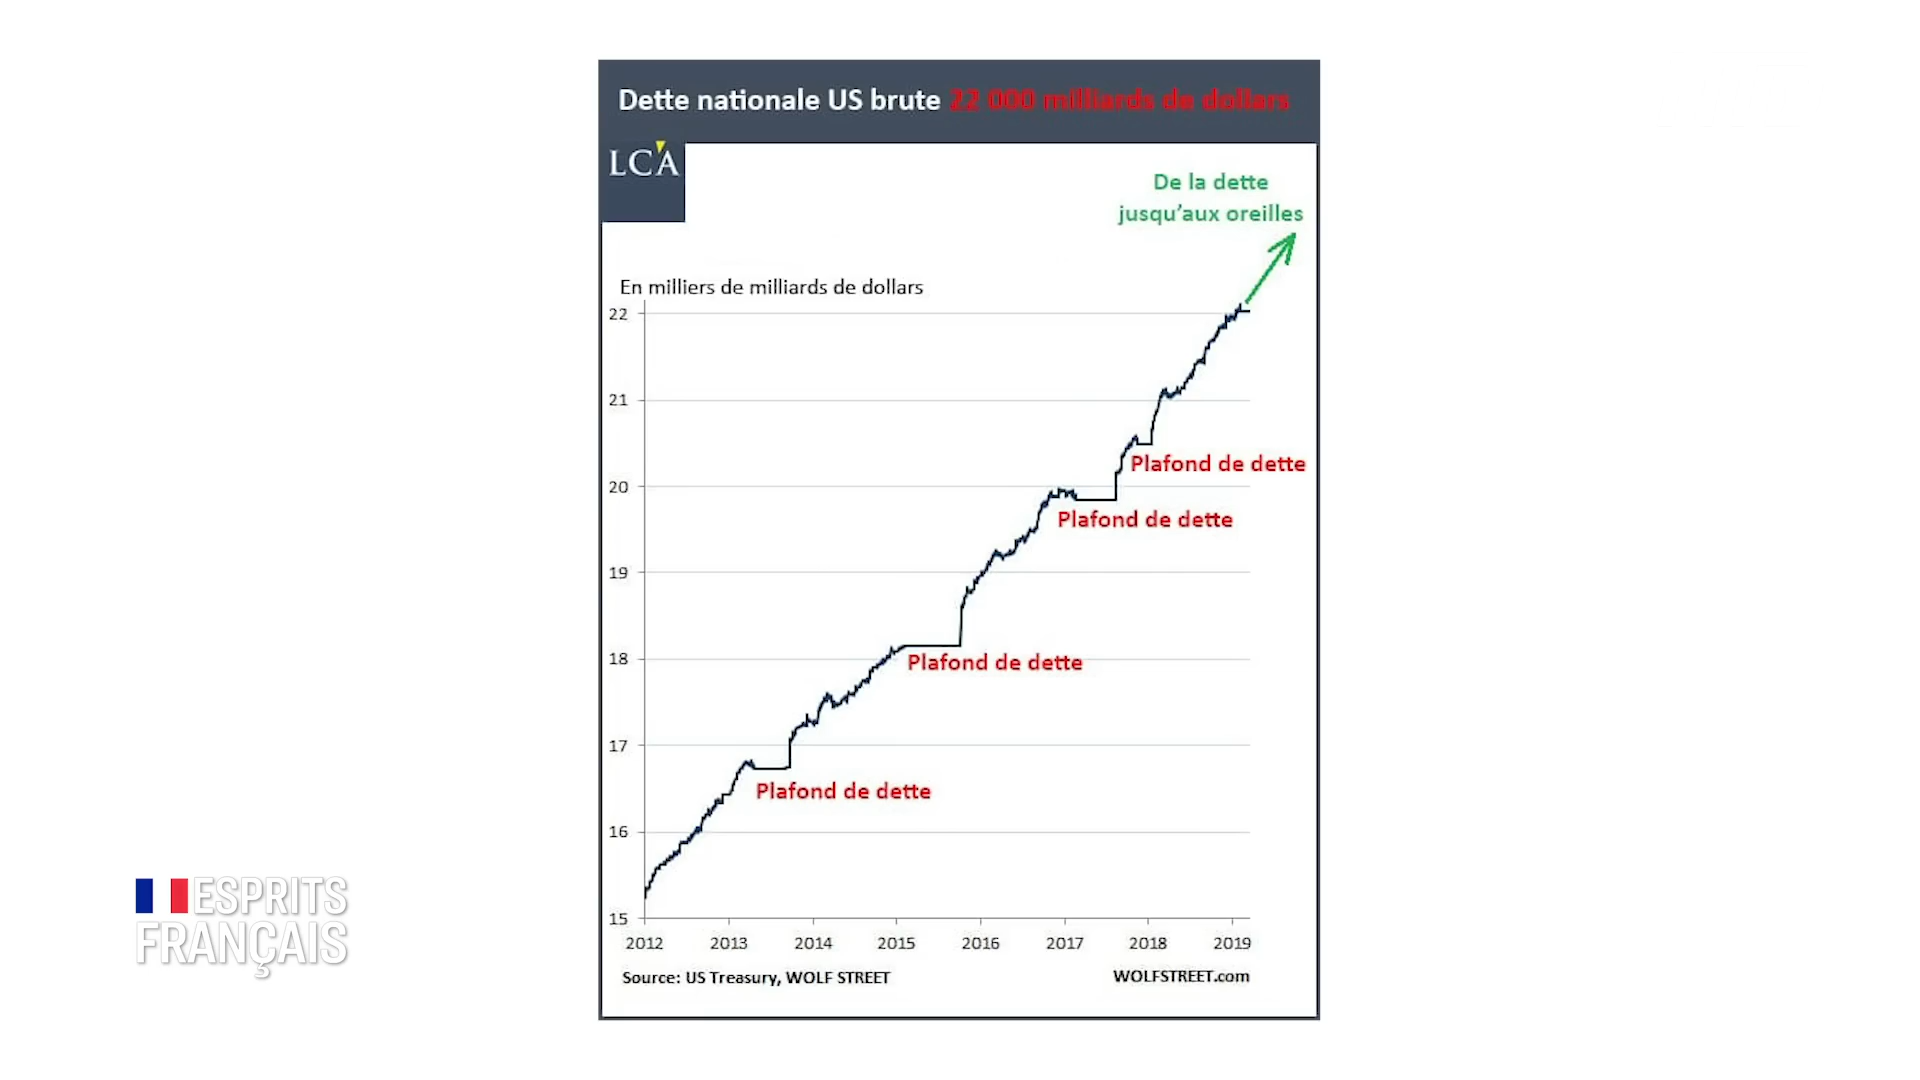 Dette nationale US brute 22 000 milliards de dollars
LC'A
De la dette
jusqu'aux oreilles
En milliers de milliards de dollars
22
21
Plafond de dette
20
Plafond de dette
19
18
Plafond de dette
17
Plafond de dette
16
15
2012 2013 2014 2015 2016 2017 2018 2019
Source: US Treasury, WOLF STREET
WOLFSTREET.com
ESPRITS
FRANÇAIS